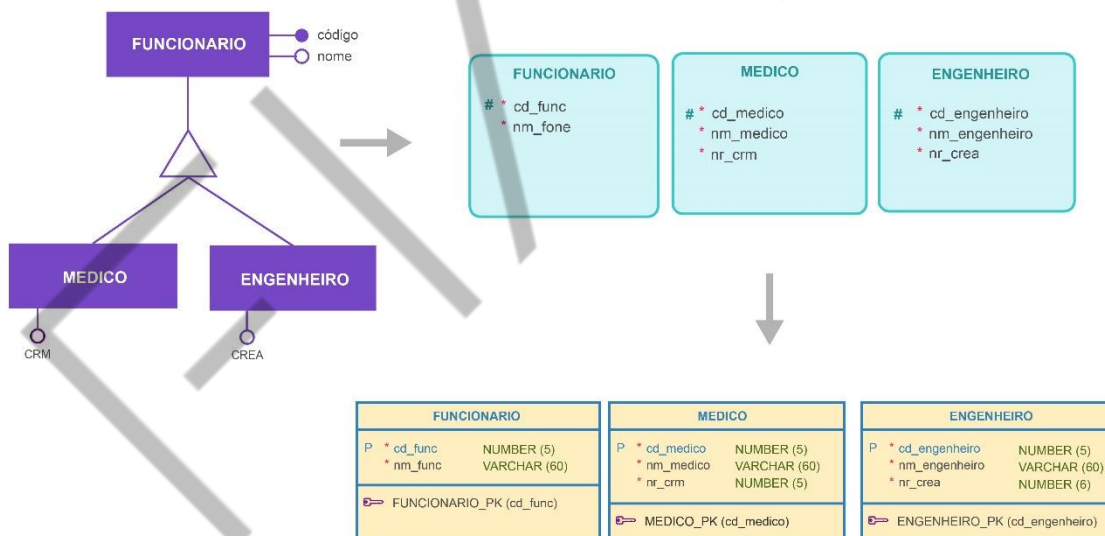 FUNCIONARIO
código
nome
MEDICO
ENGENHEIRO
CRM
CREA
FUNCIONARIO
# * cd_func
* nm_fone
MEDICO
# * cd_medico
* nm_medico
* nr_crm
ENGENHEIRO
# * cd_engenheiro
* nm_engenheiro
* nr_crea
FUNCIONARIO
P * cd_func NUMBER (5)
* nm_func VARCHAR (60)
FUNCIONARIO_PK (cd_func)
MEDICO
P * cd_medico NUMBER (5)
* nm_medico VARCHAR (60)
* nr_crm NUMBER (5)
MEDICO_PK (cd_medico)
ENGENHEIRO
P * cd_engenheiro NUMBER (5)
* nm_engenheiro VARCHAR (60)
* nr_crea NUMBER (6)
ENGENHEIRO_PK (cd_engenheiro)